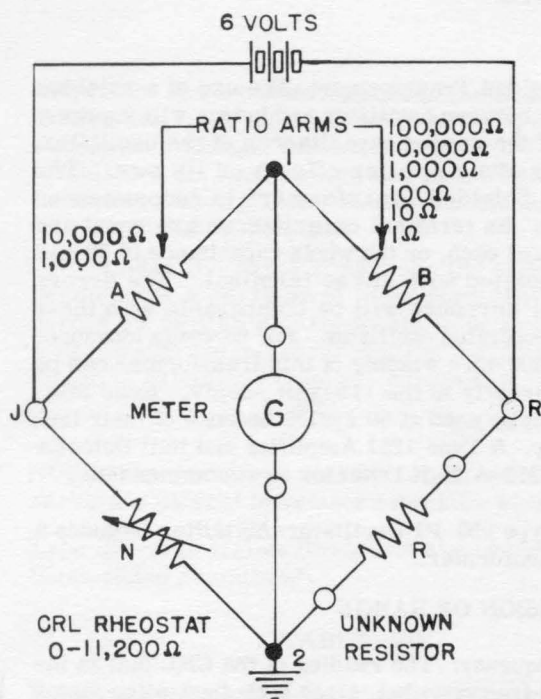 6 VOLTS
RATIO ARMS
1
100,000Ω
10,000Ω
1,000Ω
100Ω
10Ω
1Ω
10,000Ω
1,000Ω
A
B
J
METER
G
R
N
R
CRL RHEOSTAT
0-11,200Ω
2
UNKNOWN
RESISTOR